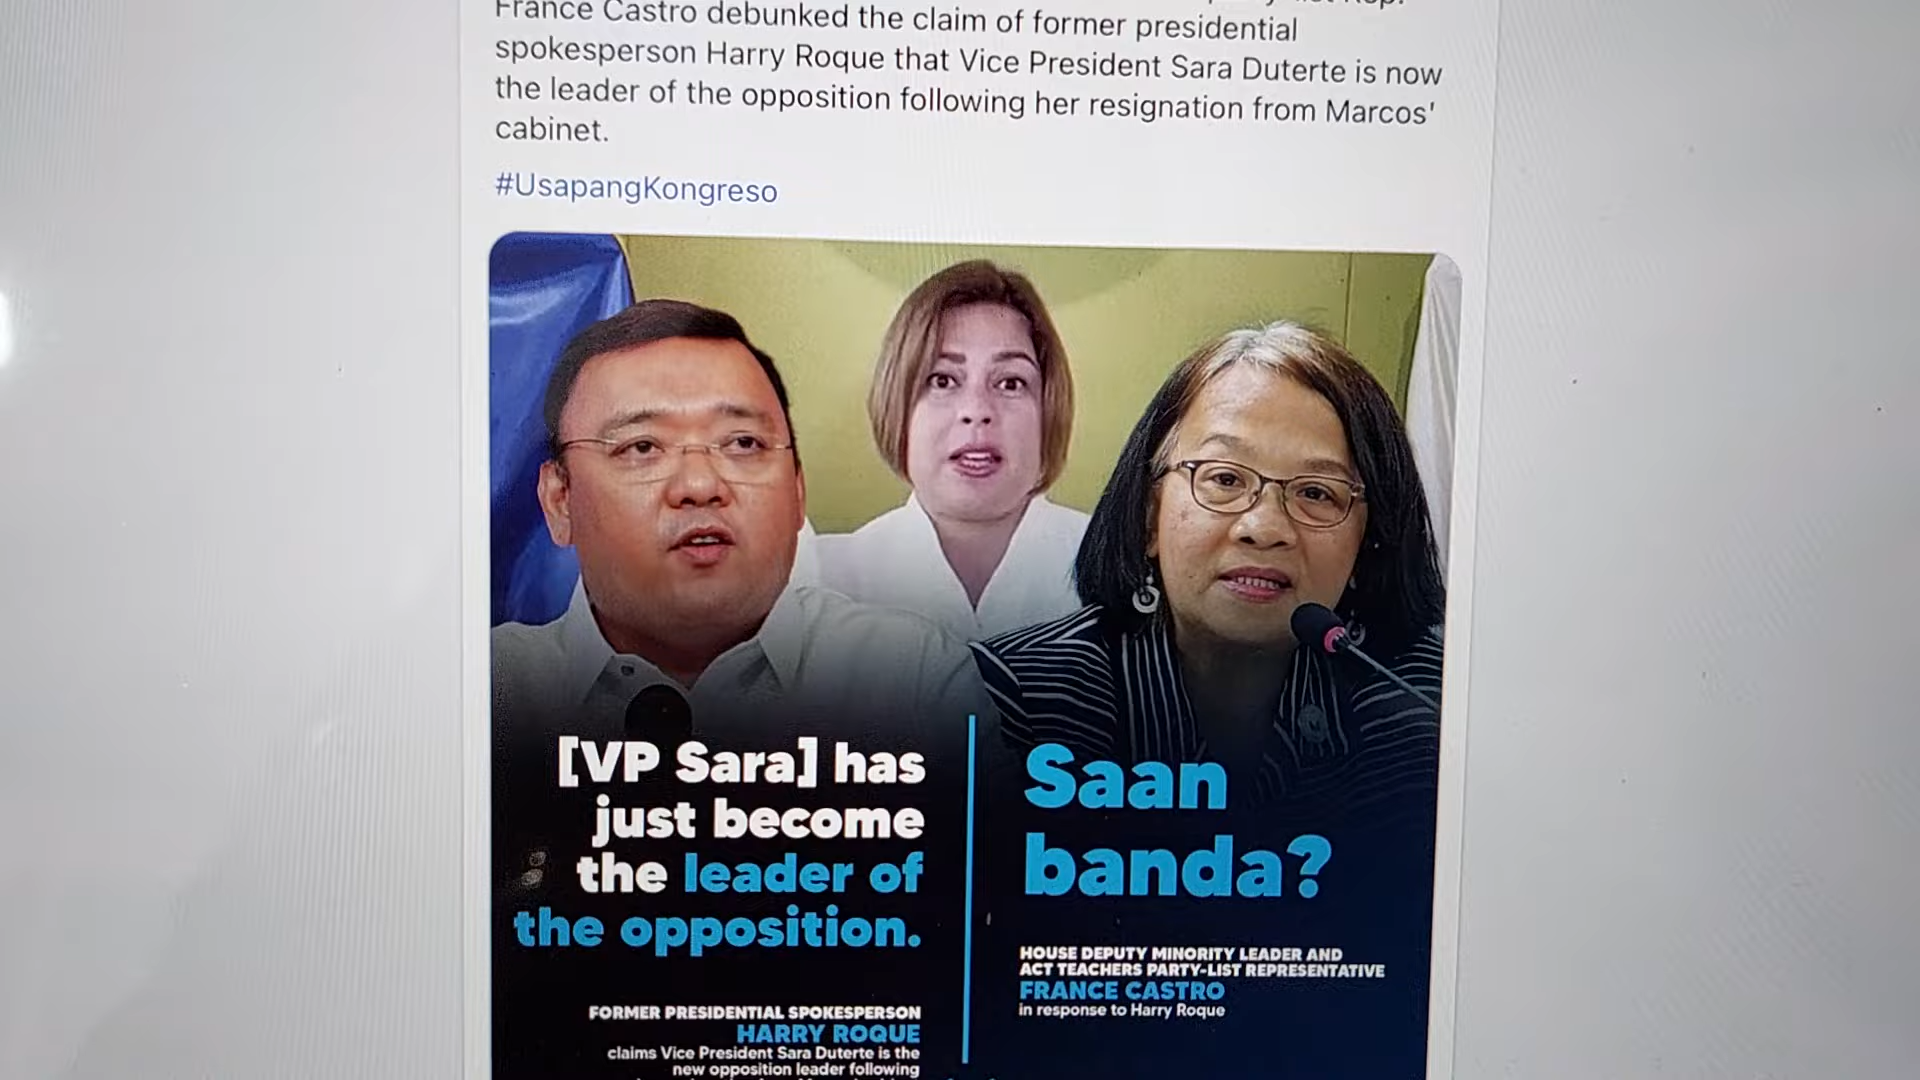 France Castro debunked the claim of former presidential
spokesperson Harry Roque that Vice President Sara Duterte is now
the leader of the opposition following her resignation from Marcos'
cabinet.
#UsapangKongreso
[VP Sara] has
just become
the leader of
the opposition.
FORMER PRESIDENTIAL SPOKESPERSON
HARRY ROQUE
claims Vice President Sara Duterte is the
new opposition leader following
Saan
banda?
HOUSE DEPUTY MINORITY LEADER AND
ACT TEACHERS PARTY-LIST REPRESENTATIVE
FRANCE CASTRO
in response to Harry Roque